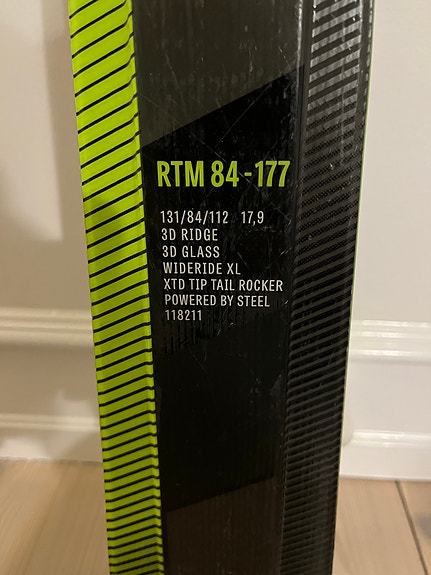 RTM 84-177
131/84/112 17,9
3D RIDGE
3D GLASS
WIDERIDE XL
XTD TIP TAIL ROCKER
POWERED BY STEEL
118211